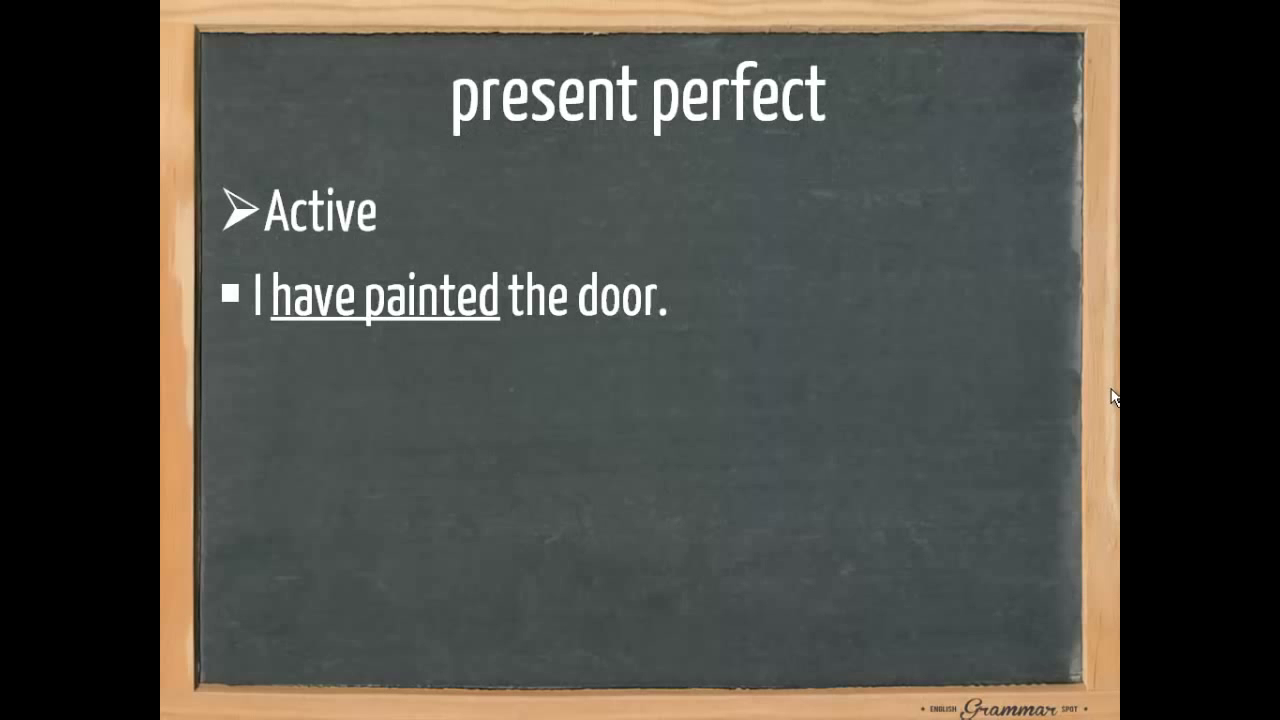 present perfect
Active
I have painted the door.
ENGLISH Grammar SPOT